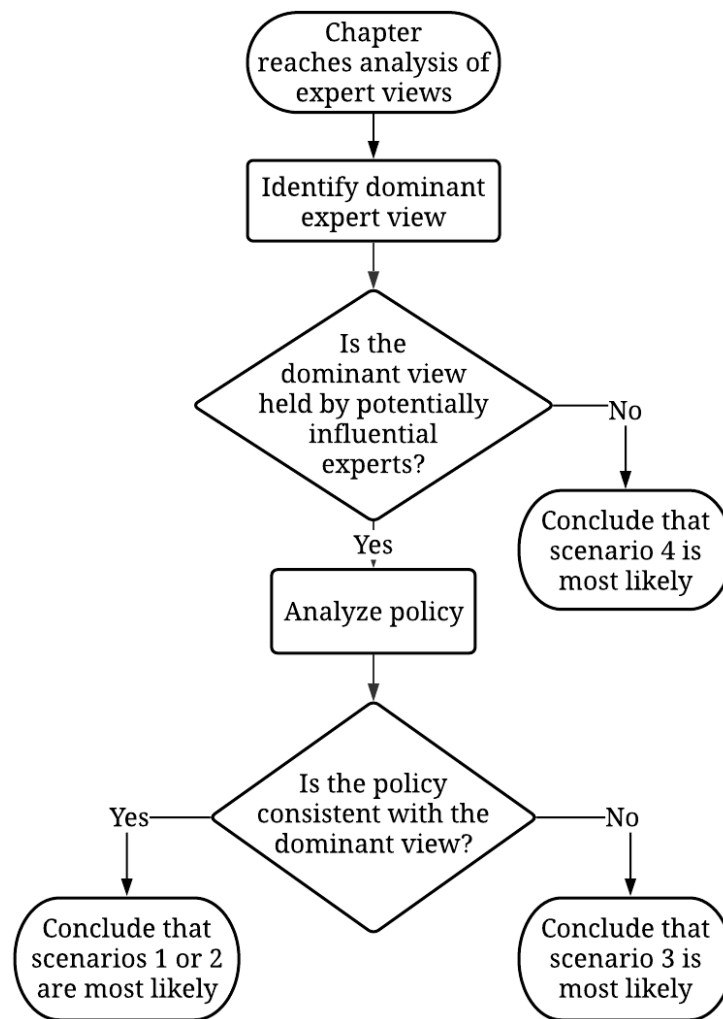 Chapter
reaches analysis of
expert views
Identify dominant
expert view
Is the
dominant view
held by potentially
influential
experts?
No
Conclude that
scenario 4 is
most likely
Yes
Analyze policy
Is the policy
consistent with the
dominant view?
Yes
No
Conclude that
scenarios 1 or 2
are most likely
Conclude that
scenario 3 is
most likely